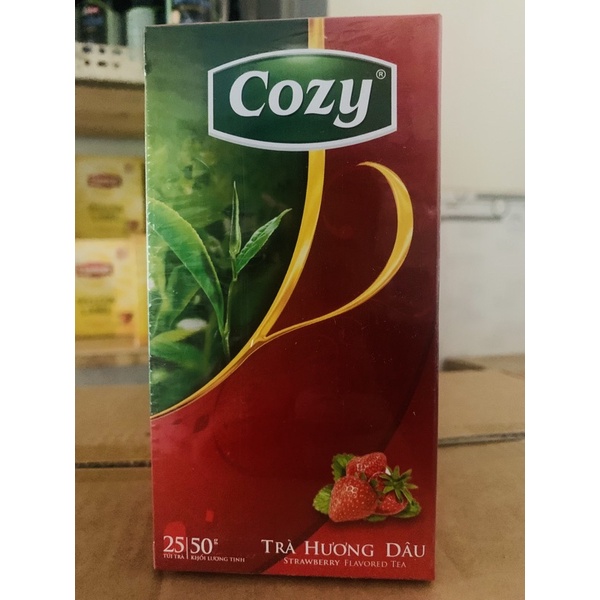 Cozy®
25 TÚI TRÀ
50g KHỐI LƯỢNG TỊNH
TRÀ HƯƠNG DÂU
STRAWBERRY FLAVORED TEA